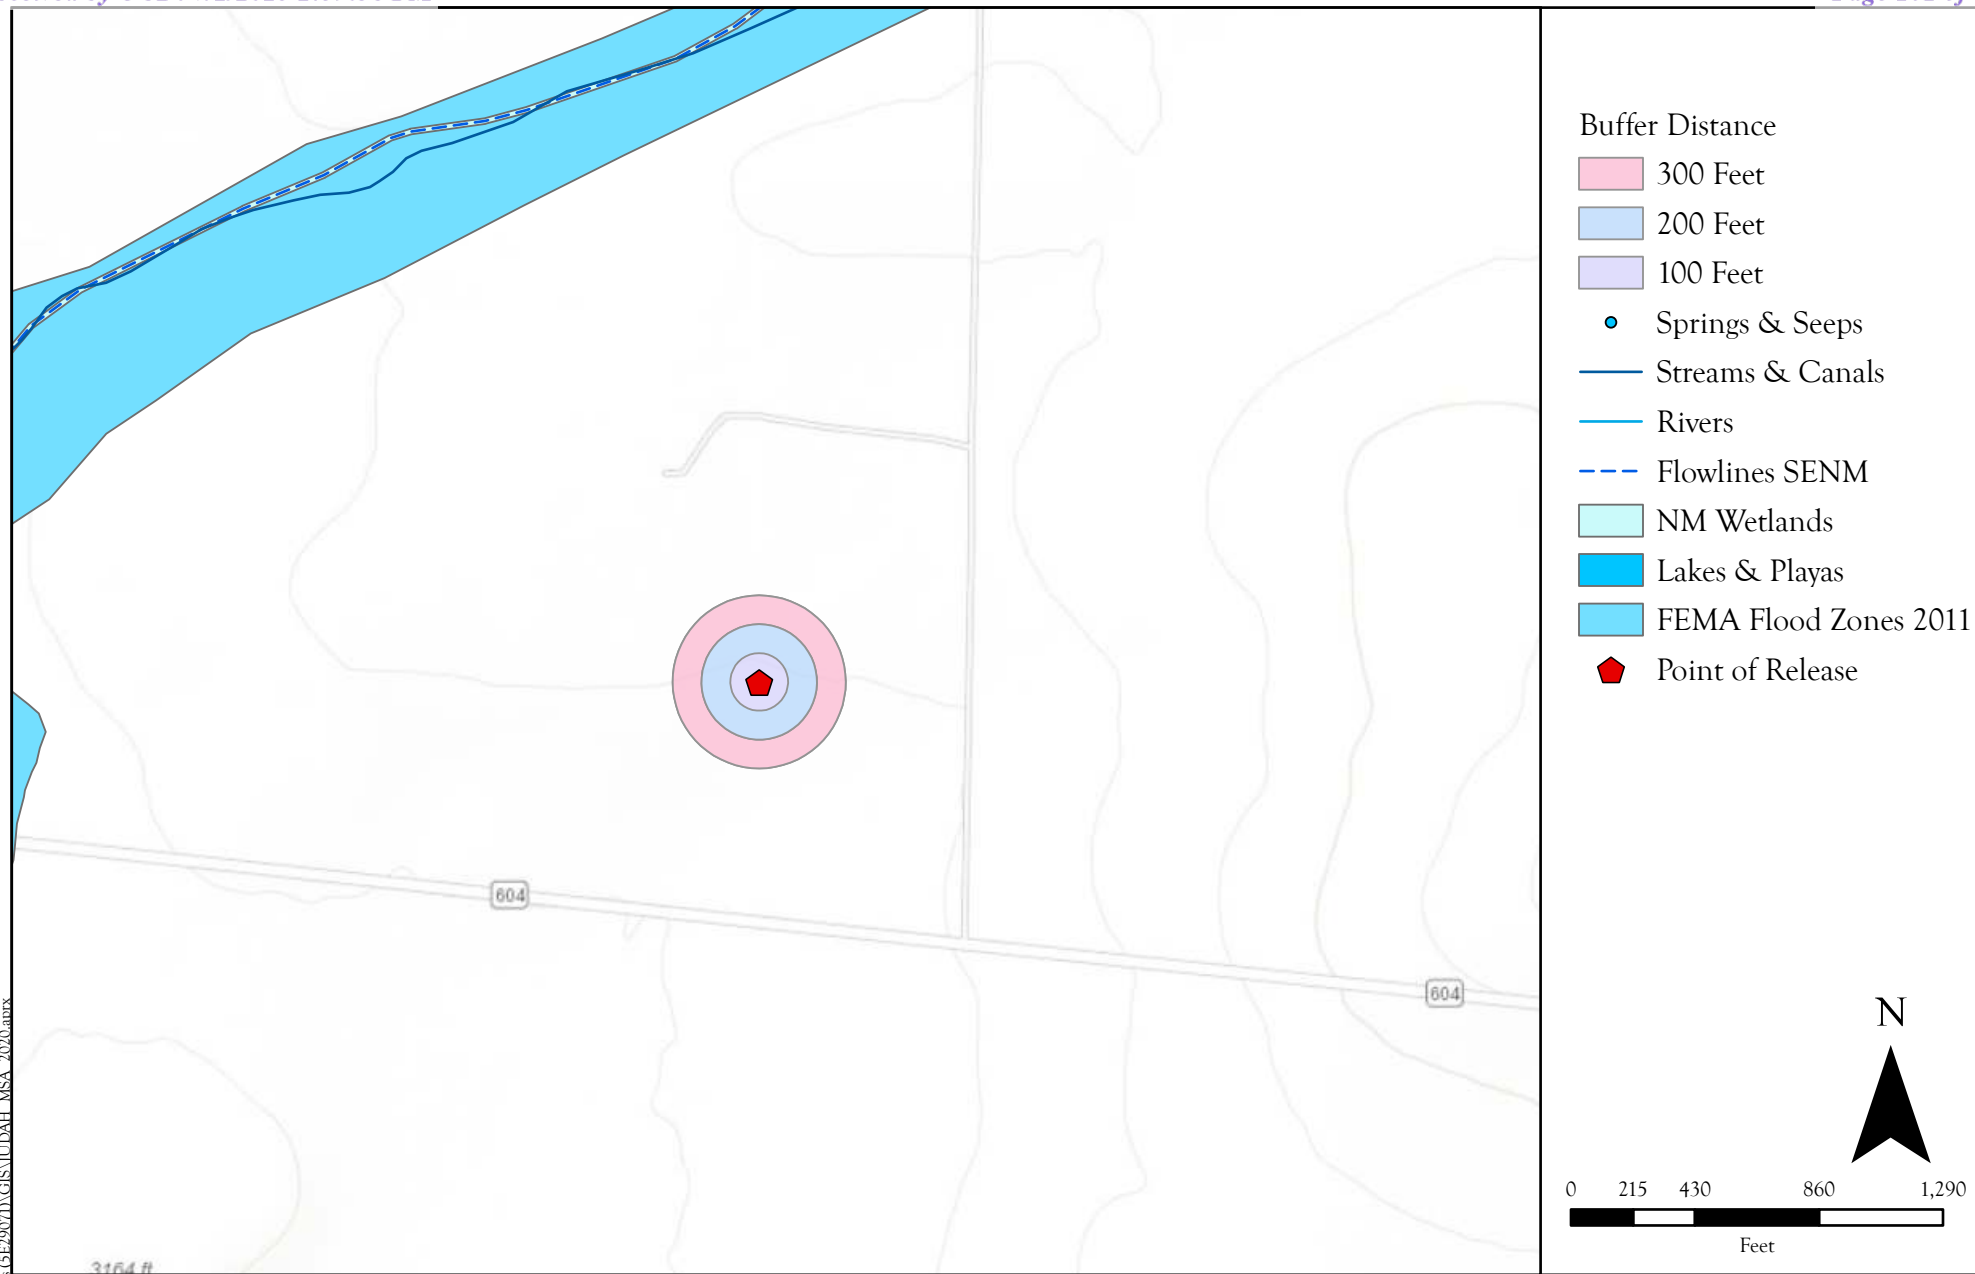 Buffer Distance
300 Feet
200 Feet
100 Feet
Springs & Seeps
Streams & Canals
Rivers
Flowlines SENM
NM Wetlands
Lakes & Playas
FEMA Flood Zones 2011
Point of Release
604
604
N
0 215 430 860 1,290
Feet
3164 ft